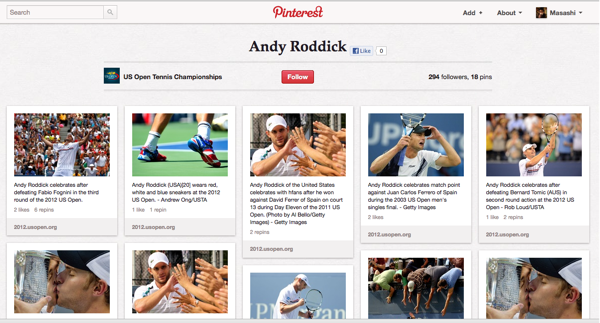 Search
Pinterest
Add +
About
Masashi
Andy Roddick
Like
0
US Open Tennis Championships
Follow
294 followers, 18 pins
Andy Roddick celebrates after
defeating Fabio Fognini in the third
round of the 2012 US Open.
2 likes 6 repins
2012.usopen.org
Andy Roddick (USA)[20] wears red,
white and blue sneakers at the 2012
US Open. - Andrew Ong/USTA
1 like 1 repin
2012.usopen.org
Andy Roddick of the United States
celebrates with hfans after he won
against David Ferrer of Spain on court
13 during Day Eleven of the 2011 US
Open. (Photo by Al Bello/Getty
Images) - Getty Images
2 repins
2012.usopen.org
Andy Roddick celebrates match point
against Juan Carlos Ferrero of Spain
during the 2003 US Open men's
singles final. - Getty Images
2 likes
2012.usopen.org
Andy Roddick celebrates after
defeating Bernard Tomic (AUS) in
second round action at the 2012 US
Open - Rob Loud/USTA
1 like 2 repins
2012.usopen.org